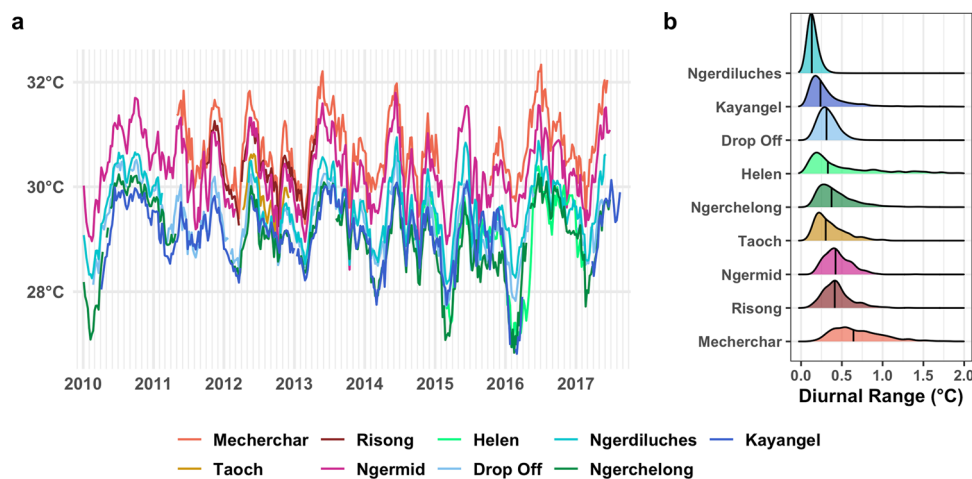 a
b
32°C
30°C
28°C
2010 2011 2012 2013 2014 2015 2016 2017
Ngerdiluches
Kayangel
Drop Off
Helen
Ngerchelong
Taoch
Ngermid
Risong
Mecherchar
0.0 0.5 1.0 1.5 2.0
Diurnal Range (°C)
Mecherchar Risong Helen Ngerdiluches Kayangel
Taoch Ngermid Drop Off Ngerchelong